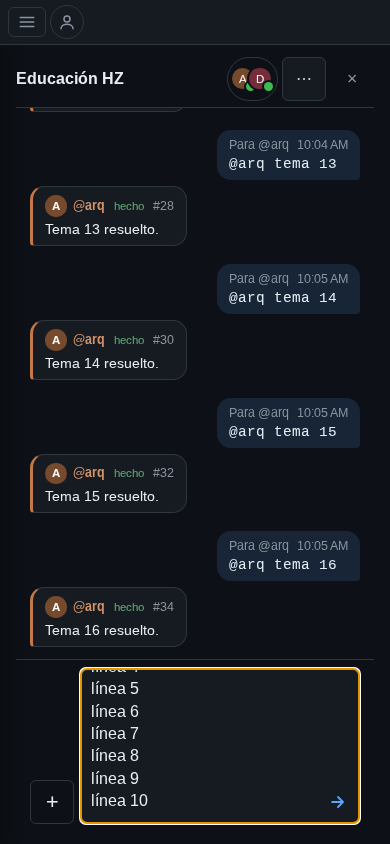 Educación HZ
A
D
...
×
Para @arq 10:04 AM
@arq tema 13
A @arq hecho #28
Tema 13 resuelto.
Para @arq 10:05 AM
@arq tema 14
A @arq hecho #30
Tema 14 resuelto.
Para @arq 10:05 AM
@arq tema 15
A @arq hecho #32
Tema 15 resuelto.
Para @arq 10:05 AM
@arq tema 16
A @arq hecho #34
Tema 16 resuelto.
línea 5
línea 6
línea 7
línea 8
línea 9
línea 10
+